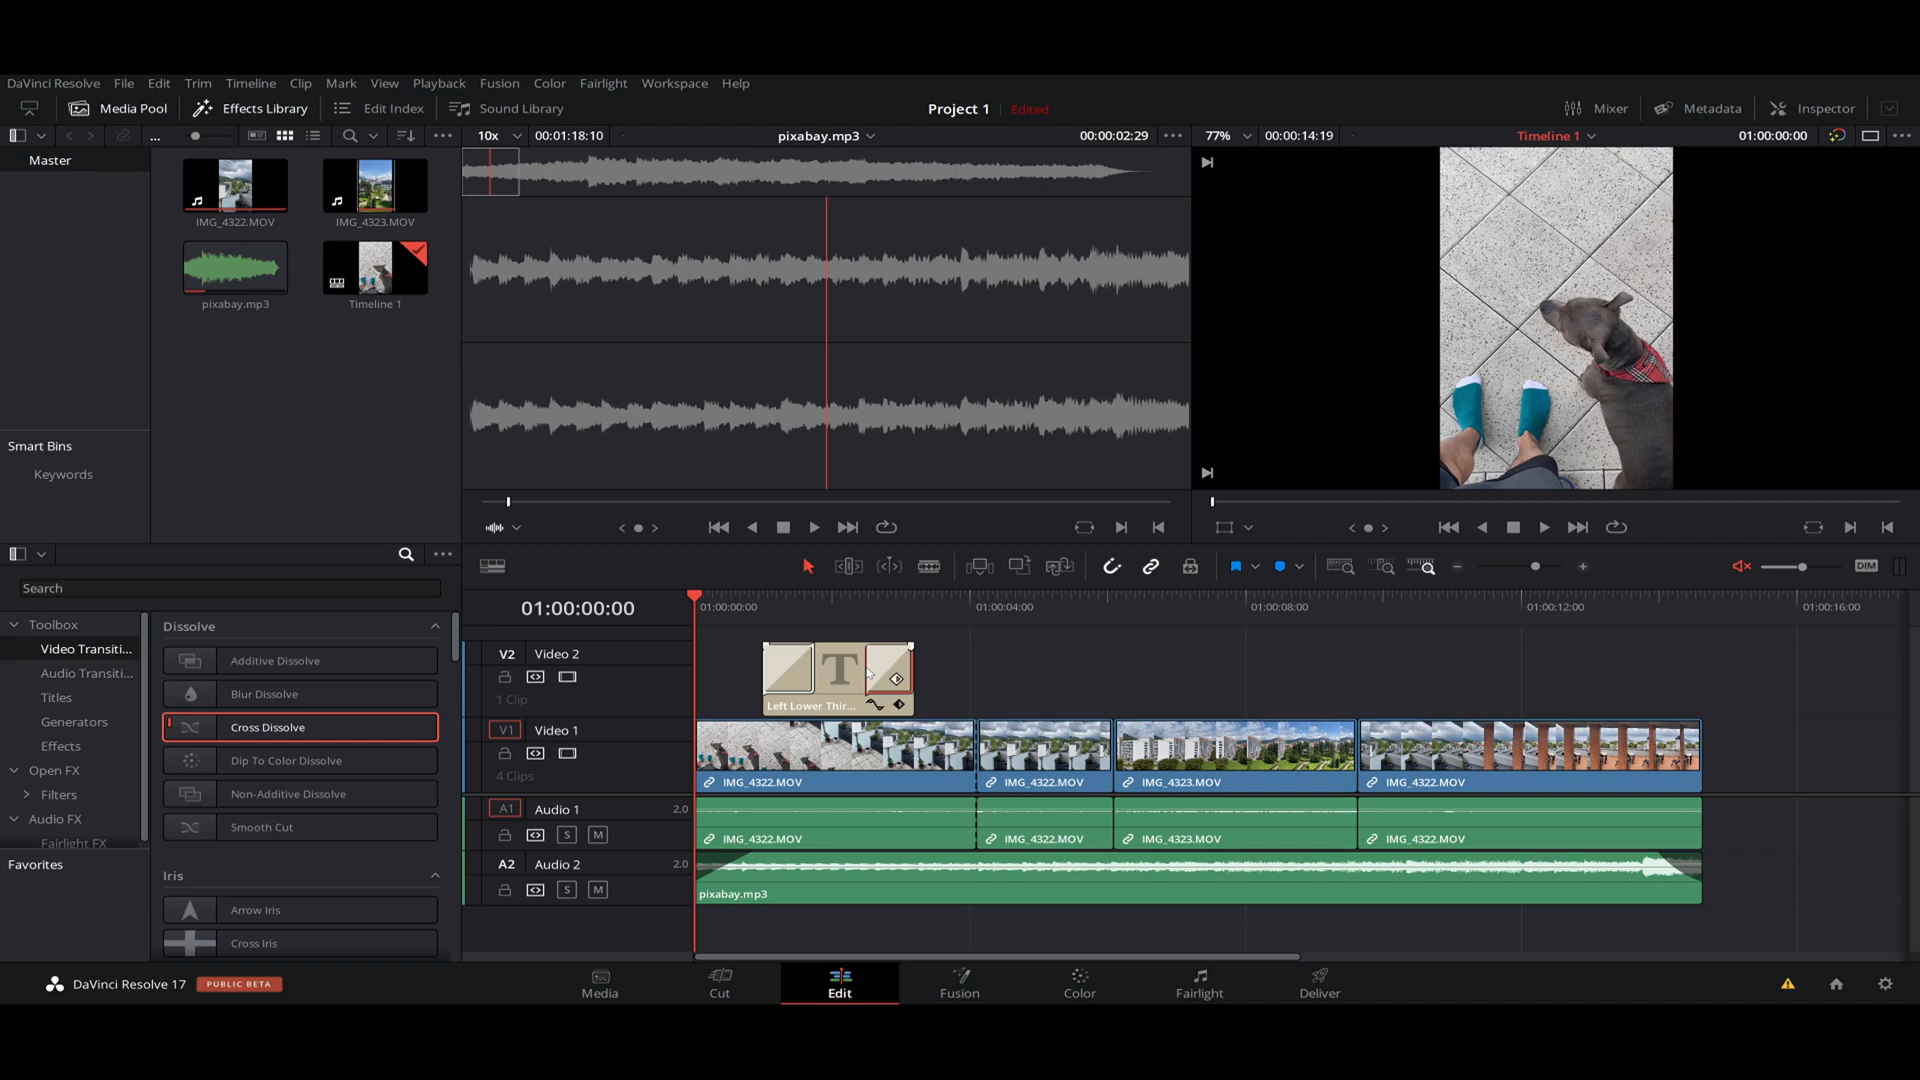 DaVinci Resolve File Edit Trim Timeline Clip Mark View Playback Fusion Color Fairlight Workspace Help
Media Pool Effects Library Edit Index Sound Library Project 1 Edited Mixer Metadata Inspector
... 10x 00:01:18:10 pixabay.mp3 00:00:02:29 77% 00:00:14:19 Timeline 1 01:00:00:00
Master
IMG_4322.MOV IMG_4323.MOV
pixabay.mp3 Timeline 1
Smart Bins
Keywords
Search
DIM
01:00:00:00 01:00:00:00 01:00:04:00 01:00:08:00 01:00:12:00 01:00:16:00
Toolbox
Video Transiti...
Audio Transiti...
Titles
Generators
Effects
Open FX
Filters
Audio FX
Fairlight FX
Favorites
Dissolve
Additive Dissolve
Blur Dissolve
Cross Dissolve
Dip To Color Dissolve
Non-Additive Dissolve
Smooth Cut
Iris
Arrow Iris
Cross Iris
V2 Video 2
1 Clip
T
Left Lower Thir...
V1 Video 1
4 Clips
IMG_4322.MOV IMG_4322.MOV IMG_4323.MOV IMG_4322.MOV
A1 Audio 1 2.0
S M
IMG_4322.MOV IMG_4322.MOV IMG_4323.MOV IMG_4322.MOV
A2 Audio 2 2.0
S M
pixabay.mp3
DaVinci Resolve 17 PUBLIC BETA
Media Cut Edit Fusion Color Fairlight Deliver